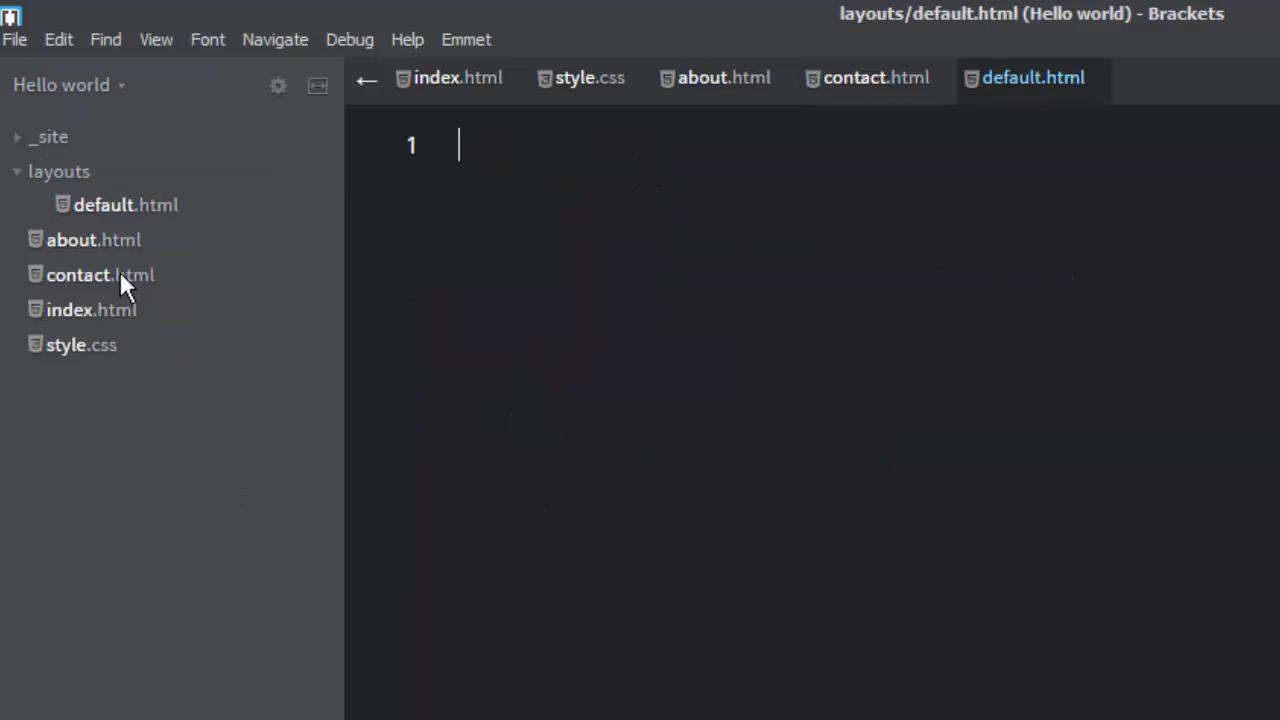 layouts/default.html (Hello world) - Brackets
File Edit Find View Font Navigate Debug Help Emmet
Hello world
index.html style.css about.html contact.html default.html
_site
layouts
default.html
about.html
contact.html
index.html
style.css
1